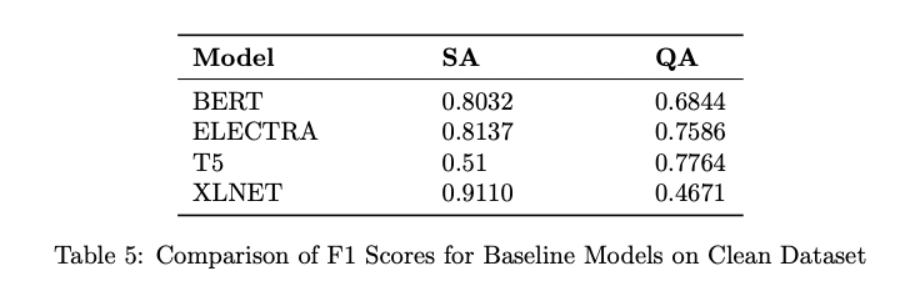 Model SA QA
BERT 0.8032 0.6844
ELECTRA 0.8137 0.7586
T5 0.51 0.7764
XLNET 0.9110 0.4671
Table 5: Comparison of F1 Scores for Baseline Models on Clean Dataset